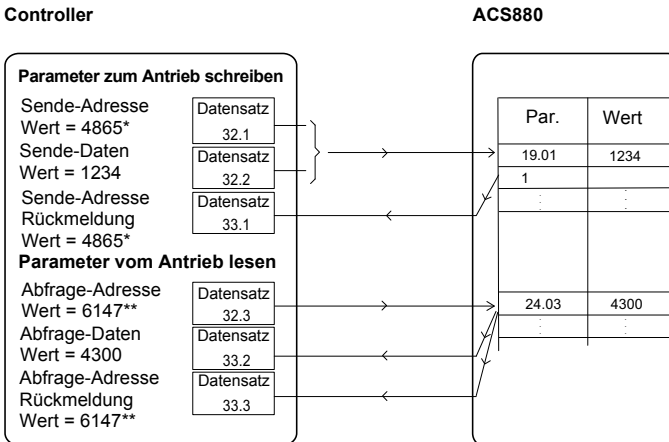 Controller
ACS880
Parameter zum Antrieb schreiben
Sende-Adresse
Wert = 4865*
Datensatz
32.1
Sende-Daten
Wert = 1234
Datensatz
32.2
Sende-Adresse
Rückmeldung
Wert = 4865*
Datensatz
33.1
Parameter vom Antrieb lesen
Abfrage-Adresse
Wert = 6147**
Datensatz
32.3
Abfrage-Daten
Wert = 4300
Datensatz
33.2
Abfrage-Adresse
Rückmeldung
Wert = 6147**
Datensatz
33.3
Par. Wert
19.01 1234
1
24.03 4300